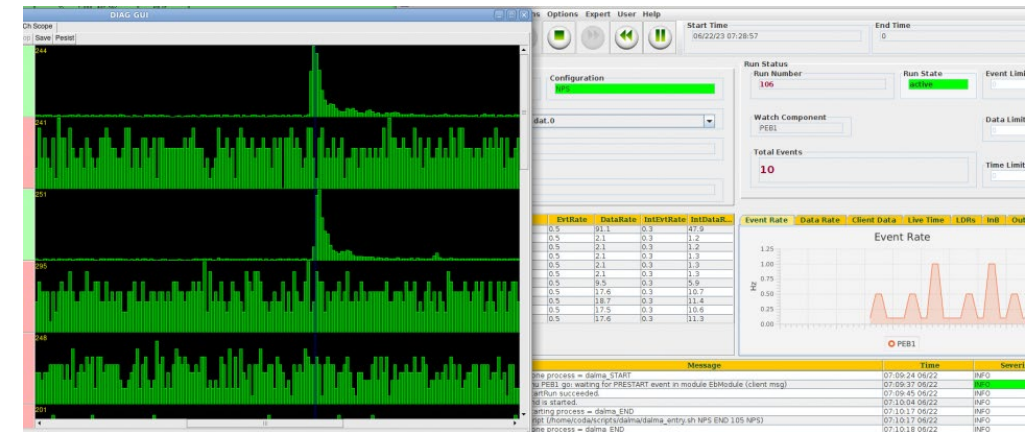 DIAG GUI
Ch Scope
Save Pesist
244
241
251
295
248
201
Options Expert User Help
Start Time
06/22/23 07:28:57
End Time
0
Configuration
NPS
dat.0
Run Status
Run Number
106
Run State
active
Event Limi
0
Watch Component
PEB1
Data Limit
0
Total Events
10
Time Limit
0
EvtRate DataRate IntEvtRate IntDataR...
0.5 91.1 0.3 47.9
0.5 2.1 0.3 1.2
0.5 2.1 0.3 1.2
0.5 2.1 0.3 1.3
0.5 2.1 0.3 1.3
0.5 2.1 0.3 1.3
0.5 9.5 0.3 5.9
0.5 17.6 0.3 10.7
0.5 18.7 0.3 11.4
0.5 17.5 0.3 10.6
0.5 17.6 0.3 11.3
Event Rate Data Rate Client Data Live Time LDRs InB Out
Event Rate
1.25
1.00
0.75
0.50
0.25
0.00
Hz
PEB1
Message Time Severi
one process = dalma_START 07:09:24 06/22 INFO
nu PEB1 go: waiting for PRESTART event in module EbModule (client msg) 07:09:37 06/22 INFO
artRun succeeded. 07:09:45 06/22 INFO
nd is started. 07:10:04 06/22 INFO
arting process = dalma_END 07:10:17 06/22 INFO
mpt (/home/coda/scripts/dalma/dalma_entry.sh NPS END 105 NPS) 07:10:17 06/22 INFO
one process = dalma_END 07:10:18 06/22 INFO